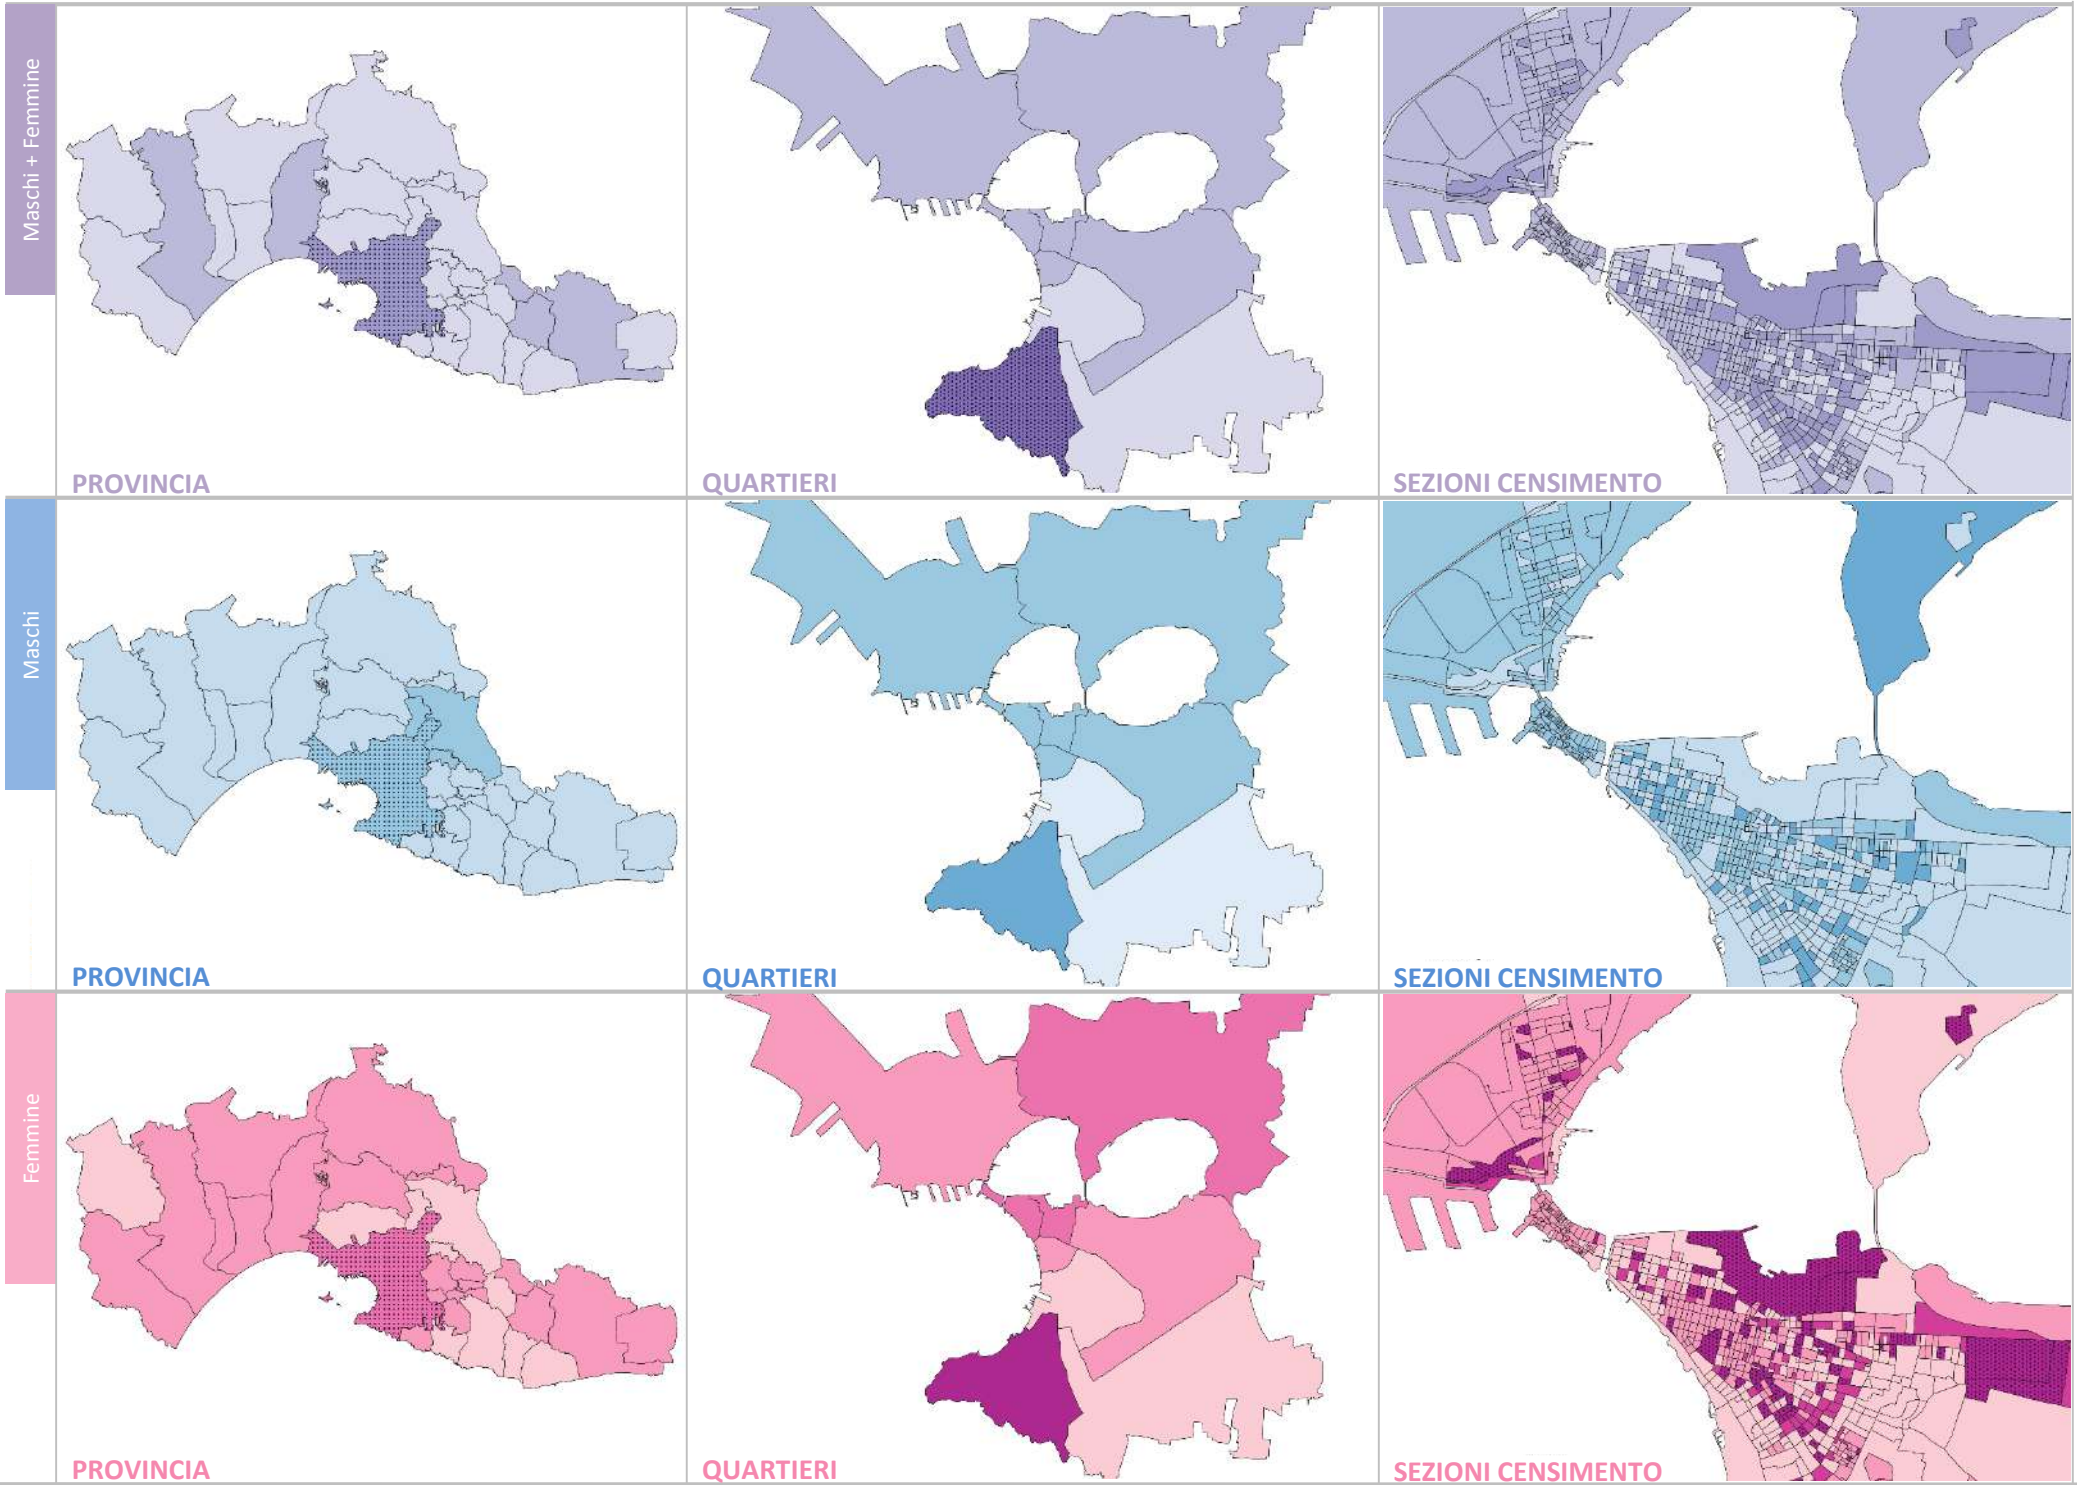 Maschi + Femmine
PROVINCIA
QUARTIERI
SEZIONI CENSIMENTO
Maschi
PROVINCIA
QUARTIERI
SEZIONI CENSIMENTO
Femmine
PROVINCIA
QUARTIERI
SEZIONI CENSIMENTO